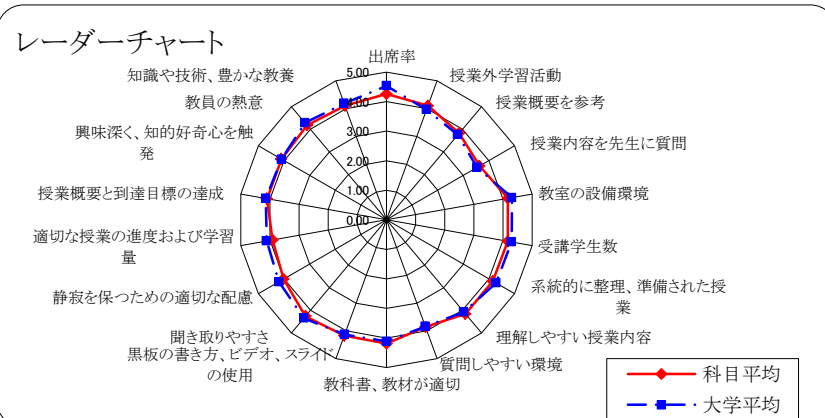 レーダーチャート
出席率
授業外学習活動
授業概要を参考
授業内容を先生に質問
教室の設備環境
受講学生数
系統的に整理、準備された授
業
理解しやすい授業内容
質問しやすい環境
教科書、教材が適切
黒板の書き方、ビデオ、スライド
の使用
聞き取りやすさ
静寂を保つための適切な配慮
適切な授業の進度および学習
量
授業概要と到達目標の達成
興味深く、知的好奇心を触
発
教員の熱意
知識や技術、豊かな教養
5.00
4.00
3.00
2.00
1.00
0.00
科目平均
大学平均